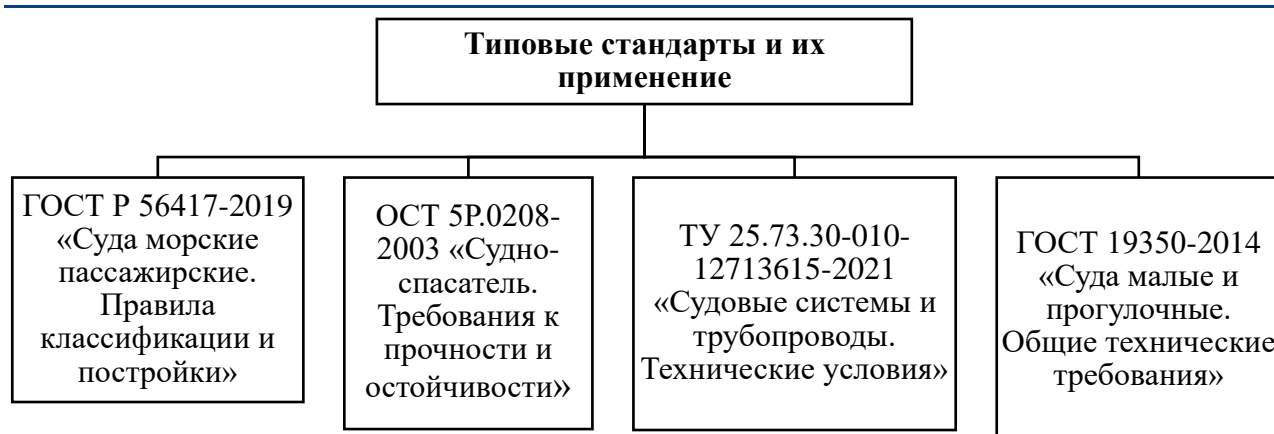 Типовые стандарты и их
применение
ГОСТ Р 56417-2019
«Суда морские
пассажирские.
Правила
классификации и
постройки»
ОСТ 5Р.0208-
2003 «Судно-
спасатель.
Требования к
прочности и
остойчивости»
ТУ 25.73.30-010-
12713615-2021
«Судовые системы и
трубопроводы.
Технические условия»
ГОСТ 19350-2014
«Суда малые и
прогулочные.
Общие технические
требования»